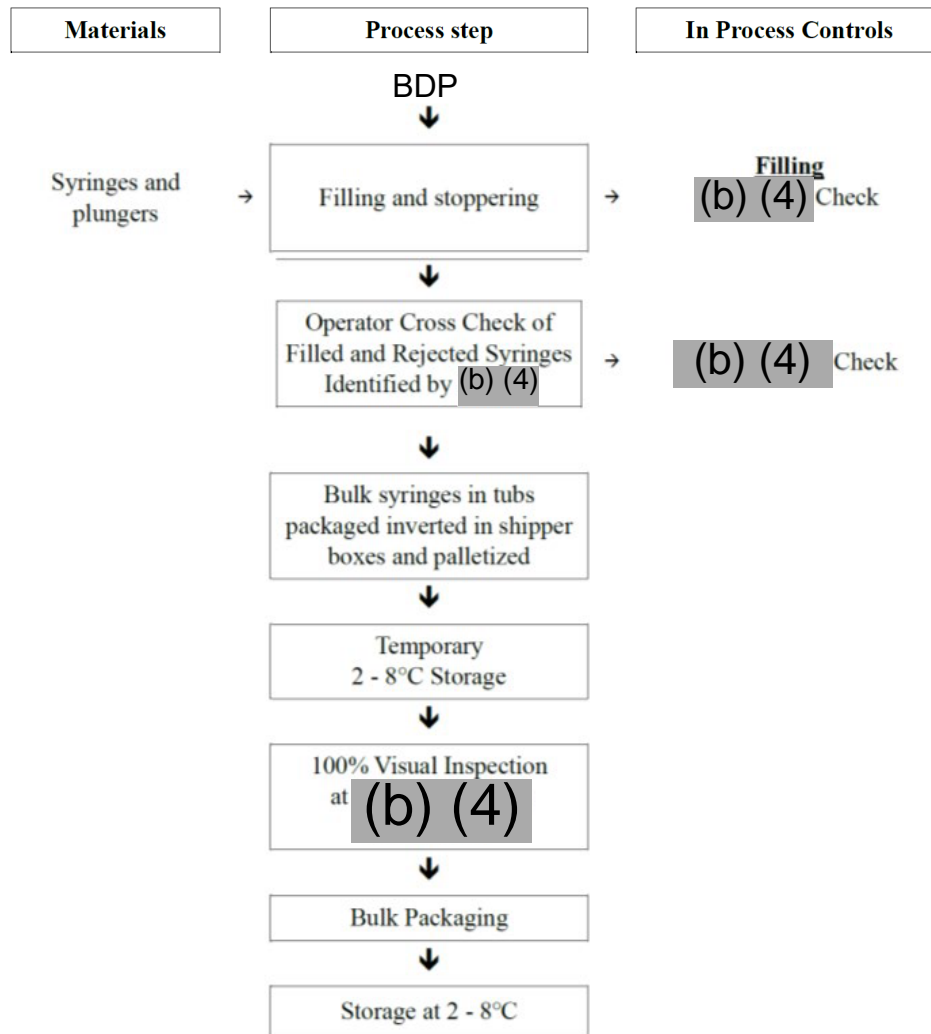 Materials
Process step
In Process Controls
BDP
Syringes and
plungers
Filling and stoppering
Filling
(b) (4) Check
Operator Cross Check of
Filled and Rejected Syringes
Identified by (b) (4)
(b) (4) Check
Bulk syringes in tubs
packaged inverted in shipper
boxes and palletized
Temporary
2 - 8°C Storage
100% Visual Inspection
at (b) (4)
Bulk Packaging
Storage at 2 - 8°C